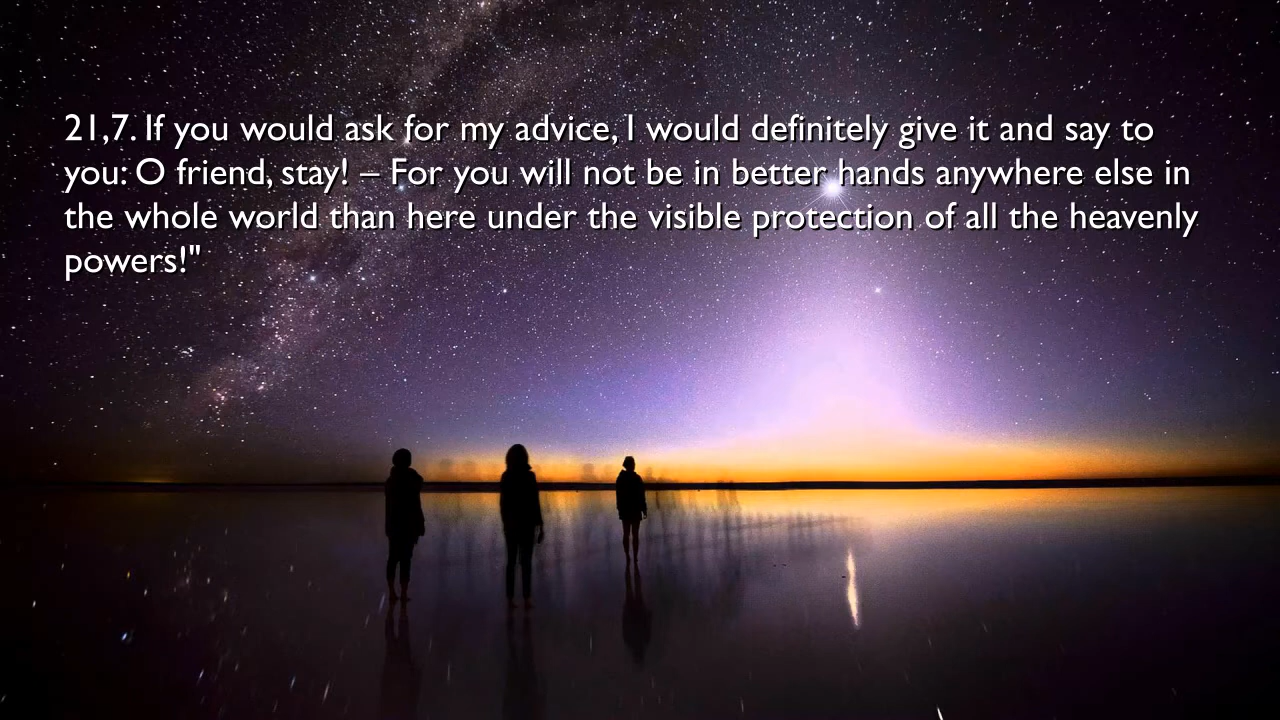 21,7. If you would ask for my advice, I would definitely give it and say to
you: O friend, stay! – For you will not be in better hands anywhere else in
the whole world than here under the visible protection of all the heavenly
powers!"